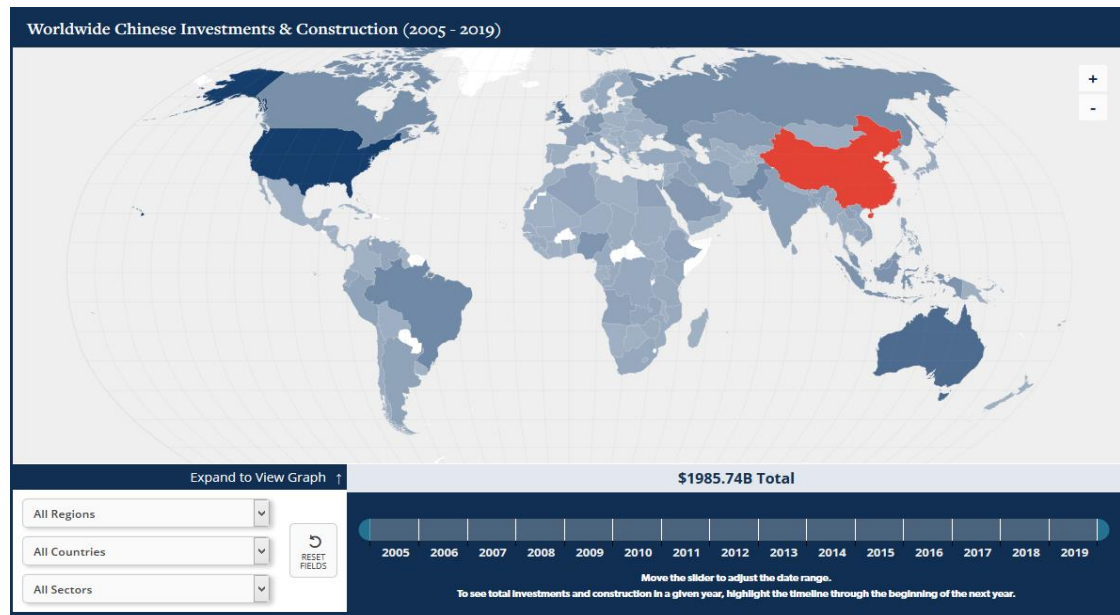 Worldwide Chinese Investments & Construction (2005 - 2019)
+
-
Expand to View Graph ↑
$1985.74B Total
All Regions
All Countries
All Sectors
RESET
FIELDS
2005 2006 2007 2008 2009 2010 2011 2012 2013 2014 2015 2016 2017 2018 2019
Move the slider to adjust the date range.
To see total investments and construction in a given year, highlight the timeline through the beginning of the next year.